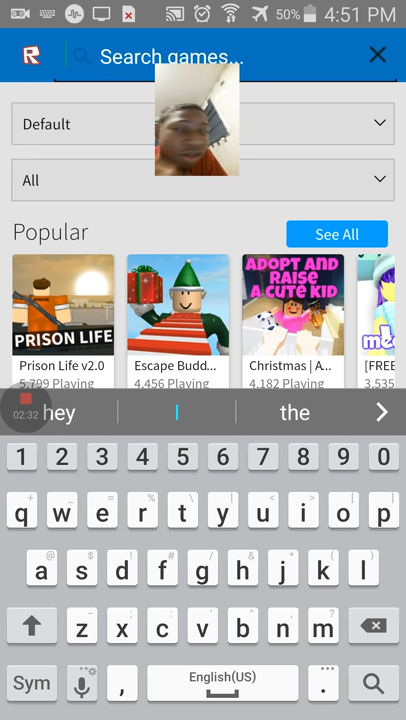 50% 4:51 PM
R Search games...
Default
All
Popular See All
PRISON LIFE
ADOPT AND
RAISE
A CUTE KID
Prison Life v2.0 Escape Budd... Christmas | A... [FREE
5,799 Playing 4,456 Playing 4,182 Playing 3,535
02:32 hey I the
1 2 3 4 5 6 7 8 9 0
q w e r t y u i o p
a s d f g h j k l
z x c v b n m
Sym , English(US) .